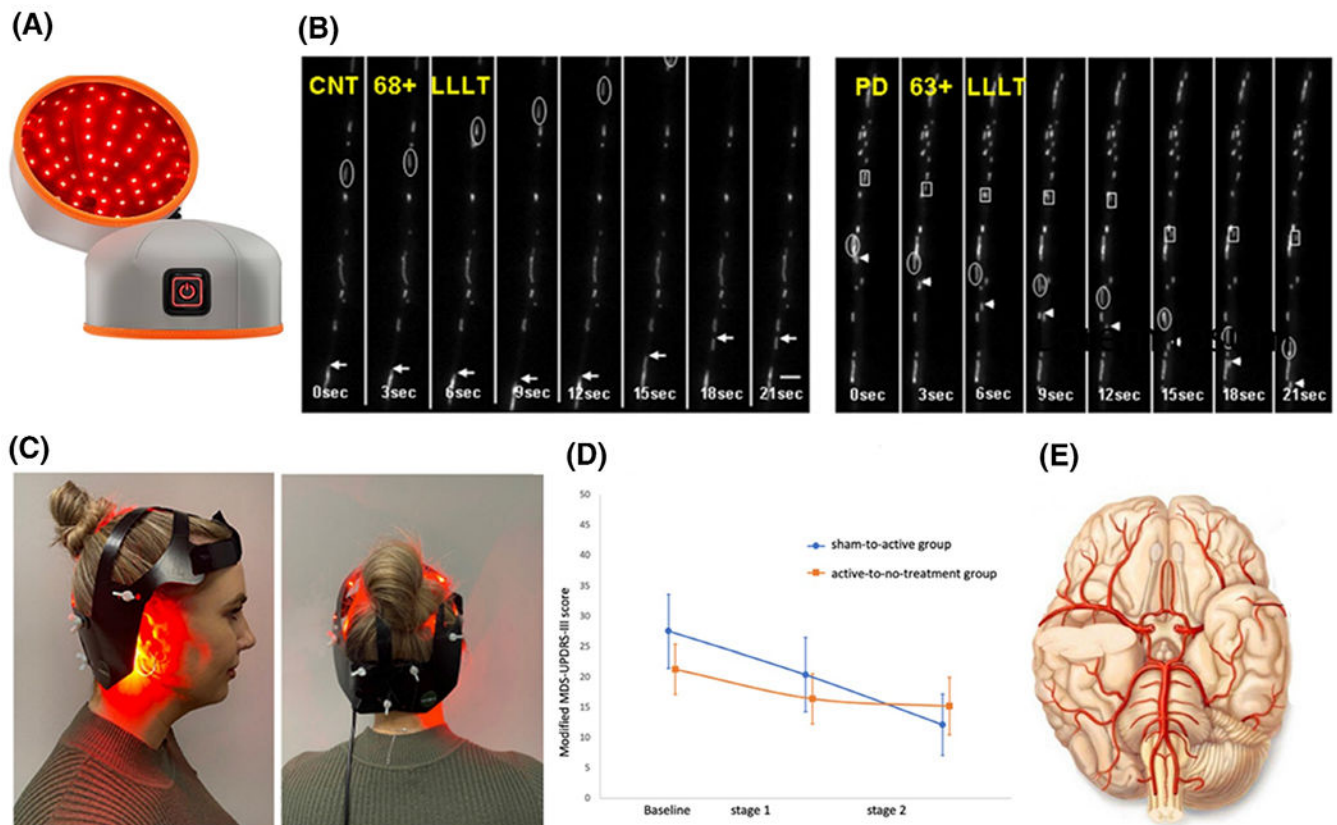 (A)
(B)
CNT 68+ LLLT
0sec 3sec 6sec 9sec 12sec 15sec 18sec 21sec
PD 63+ LLLT
0sec 3sec 6sec 9sec 12sec 15sec 18sec 21sec
(C)
(D)
50
45
40
35
30
25
20
15
10
5
0
Modified MDS-UPDRS-III score
sham-to-active group
active-to-no-treatment group
Baseline stage 1 stage 2
(E)